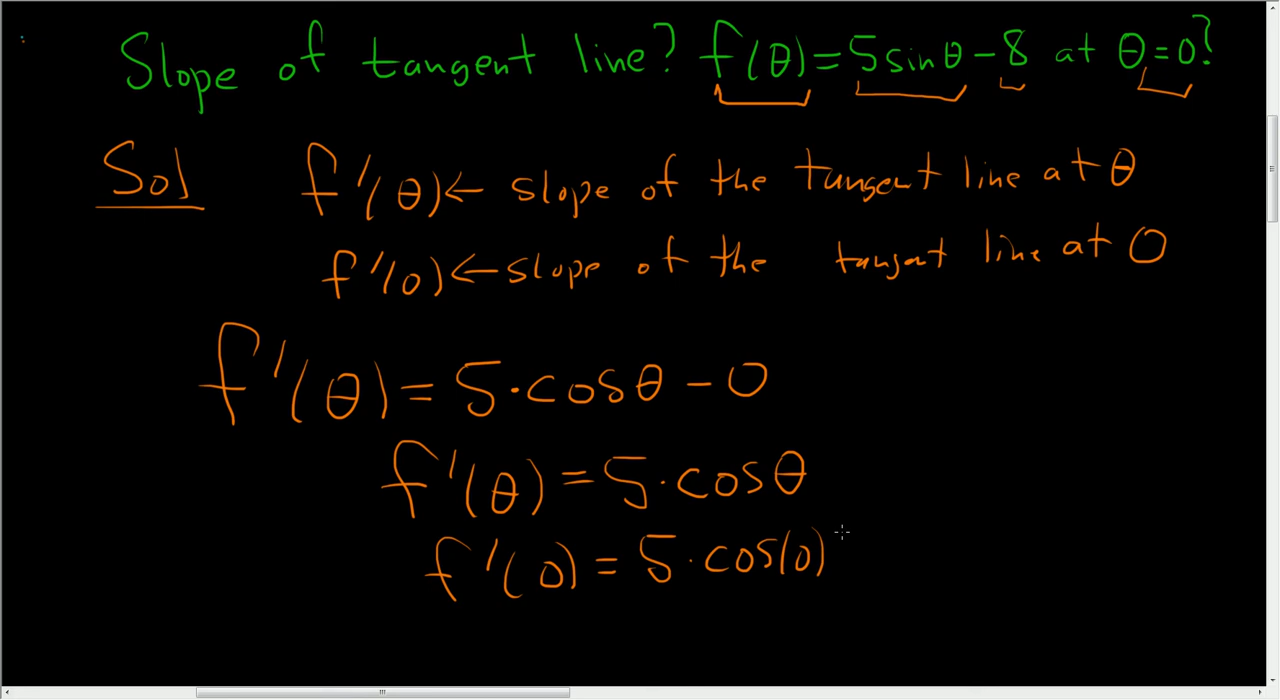 Slope of tangent line? f(θ) = 5sinθ - 8 at θ = 0?
Sol f'(θ) ← slope of the tangent line at θ
f'(0) ← slope of the tangent line at 0
f'(θ) = 5·cosθ - 0
f'(θ) = 5·cosθ
f'(0) = 5·cos(0)